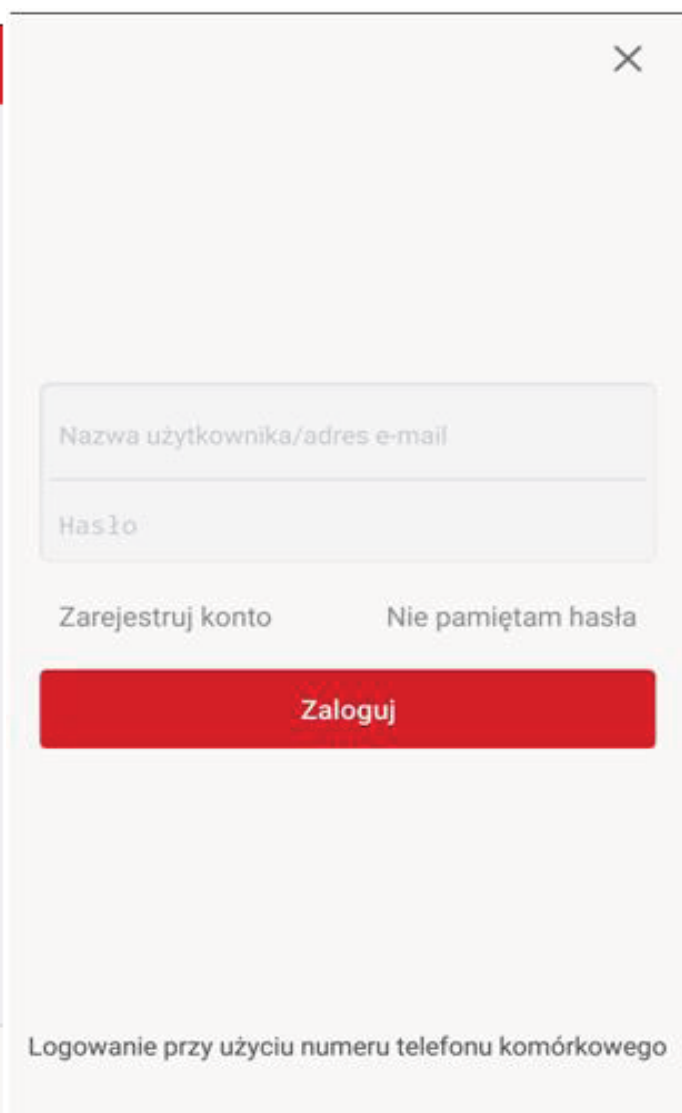 Nazwa użytkownika/adres e-mail
Hasło
Zarejestruj konto Nie pamiętam hasła
Zaloguj
Logowanie przy użyciu numeru telefonu komórkowego